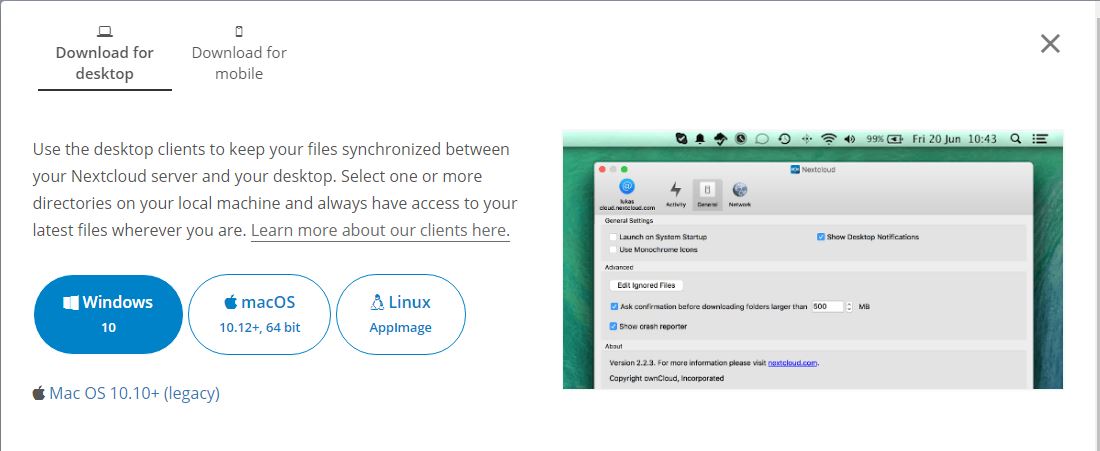 Download for
desktop
Download for
mobile
Use the desktop clients to keep your files synchronized between
your Nextcloud server and your desktop. Select one or more
directories on your local machine and always have access to your
latest files wherever you are. Learn more about our clients here.
Windows
10
macOS
10.12+, 64 bit
Linux
AppImage
Mac OS 10.10+ (legacy)
99%
Fri 20 Jun 10:43
Nextcloud
lukas
cloud.nextcloud.com
Activity
General
Network
General Settings
Launch on System Startup
Show Desktop Notifications
Use Monochrome Icons
Advanced
Edit Ignored Files
Ask confirmation before downloading folders larger than 500 MB
Show crash reporter
About
Version 2.2.3. For more information please visit nextcloud.com.
Copyright ownCloud, Incorporated